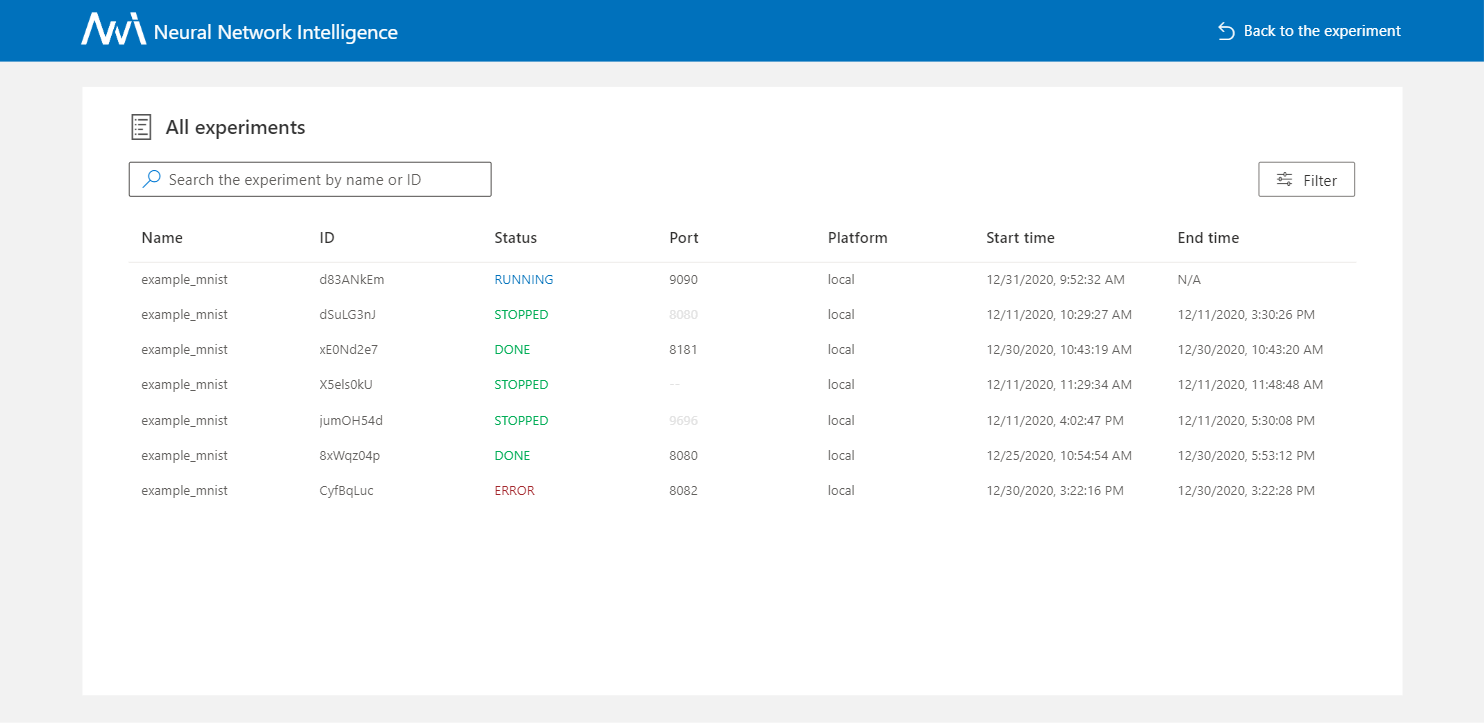 Neural Network Intelligence Back to the experiment
All experiments
Search the experiment by name or ID Filter
Name ID Status Port Platform Start time End time
example_mnist d83ANkEm RUNNING 9090 local 12/31/2020, 9:52:32 AM N/A
example_mnist dSuLG3nJ STOPPED 8080 local 12/11/2020, 10:29:27 AM 12/11/2020, 3:30:26 PM
example_mnist xE0Nd2e7 DONE 8181 local 12/30/2020, 10:43:19 AM 12/30/2020, 10:43:20 AM
example_mnist X5els0kU STOPPED -- local 12/11/2020, 11:29:34 AM 12/11/2020, 11:48:48 AM
example_mnist jumOH54d STOPPED 9696 local 12/11/2020, 4:02:47 PM 12/11/2020, 5:30:08 PM
example_mnist 8xWqz04p DONE 8080 local 12/25/2020, 10:54:54 AM 12/30/2020, 5:53:12 PM
example_mnist CyfBqLuc ERROR 8082 local 12/30/2020, 3:22:16 PM 12/30/2020, 3:22:28 PM